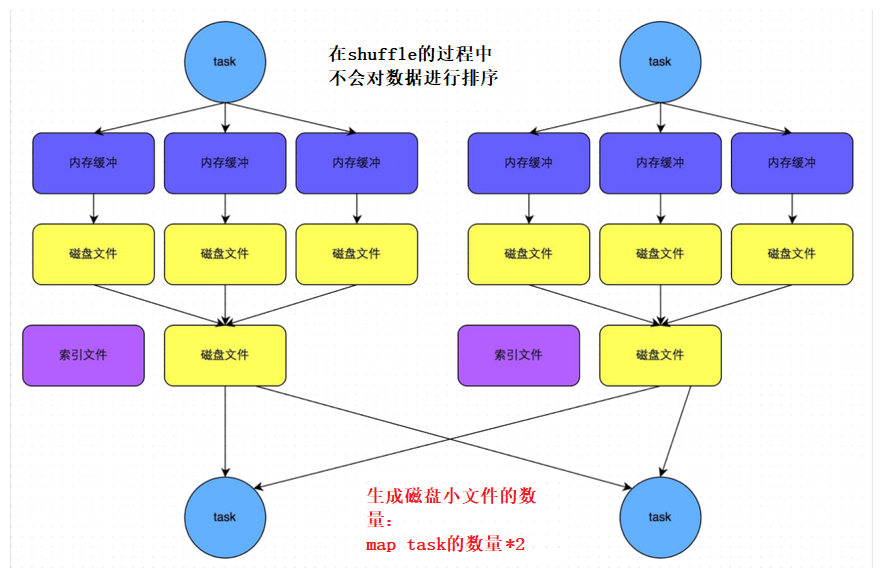 task
在shuffle的过程中
不会对数据进行排序
task
内存缓冲
内存缓冲
内存缓冲
内存缓冲
内存缓冲
内存缓冲
磁盘文件
磁盘文件
磁盘文件
磁盘文件
磁盘文件
磁盘文件
索引文件
磁盘文件
索引文件
磁盘文件
task
生成磁盘小文件的数
量：
map task的数量*2
task